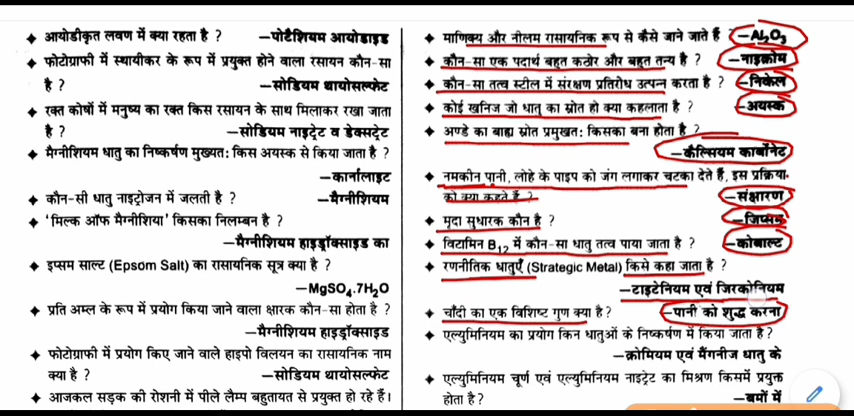 ◆ आयोडीकृत लवण में क्या रहता है ? —पोटैशियम आयोडाइड
◆ फोटोग्राफी में स्थायीकर के रूप में प्रयुक्त होने वाला रसायन कौन-सा
है ? —सोडियम थायोसल्फेट
◆ रक्त कोषों में मनुष्य का रक्त किस रसायन के साथ मिलाकर रखा जाता
है ? —सोडियम नाइट्रेट व डेक्सट्रेट
◆ मैग्नीशियम धातु का निष्कर्षण मुख्यत: किस अयस्क से किया जाता है ?
—कार्नालाइट
◆ कौन-सी धातु नाइट्रोजन में जलती है ? —मैग्नीशियम
◆ ‘मिल्क ऑफ मैग्नीशिया’ किसका निलम्बन है ?
—मैग्नीशियम हाइड्रॉक्साइड का
◆ इप्सम साल्ट (Epsom Salt) का रासायनिक सूत्र क्या है ?
—MgSO₄.7H₂O
◆ प्रति अम्ल के रूप में प्रयोग किया जाने वाला क्षारक कौन-सा होता है ?
—मैग्नीशियम हाइड्रॉक्साइड
◆ फोटोग्राफी में प्रयोग किए जाने वाले हाइपो विलयन का रासायनिक नाम
क्या है ? —सोडियम थायोसल्फेट
◆ आजकल सड़क की रोशनी में पीले लैम्प बहुतायत से प्रयुक्त हो रहे हैं।
◆ माणिक्य और नीलम रासायनिक रूप से कैसे जाने जाते हैं —Al₂O₃
◆ कौन-सा एक पदार्थ बहुत कठोर और बहुत तन्य है ? —नाइक्रोम
◆ कौन-सा तत्व स्टील में संरक्षण प्रतिरोध उत्पन्न करता है ? —निकेल
◆ कोई खनिज जो धातु का स्रोत हो क्या कहलाता है ? —अयस्क
◆ अण्डे का बाह्य स्रोत प्रमुखत: किसका बना होता है ?
—कैल्सियम कार्बोनेट
◆ नमकीन पानी, लोहे के पाइप को जंग लगाकर चटका देते हैं, इस प्रक्रिया
को क्या कहते हैं ? —संक्षारण
◆ मृदा सुधारक कौन है ? —जिप्सम
◆ विटामिन B₁₂ में कौन-सा धातु तत्व पाया जाता है ? —कोबाल्ट
◆ रणनीतिक धातुएँ (Strategic Metal) किसे कहा जाता है ?
—टाइटेनियम एवं जिरकोनियम
◆ चाँदी का एक विशिष्ट गुण क्या है? —पानी को शुद्ध करना
◆ एल्युमिनियम का प्रयोग किन धातुओं के निष्कर्षण में किया जाता है?
—क्रोमियम एवं मैंगनीज धातु के
◆ एल्युमिनियम चूर्ण एवं एल्युमिनियम नाइट्रेट का मिश्रण किसमें प्रयुक्त
होता है? —बमों में